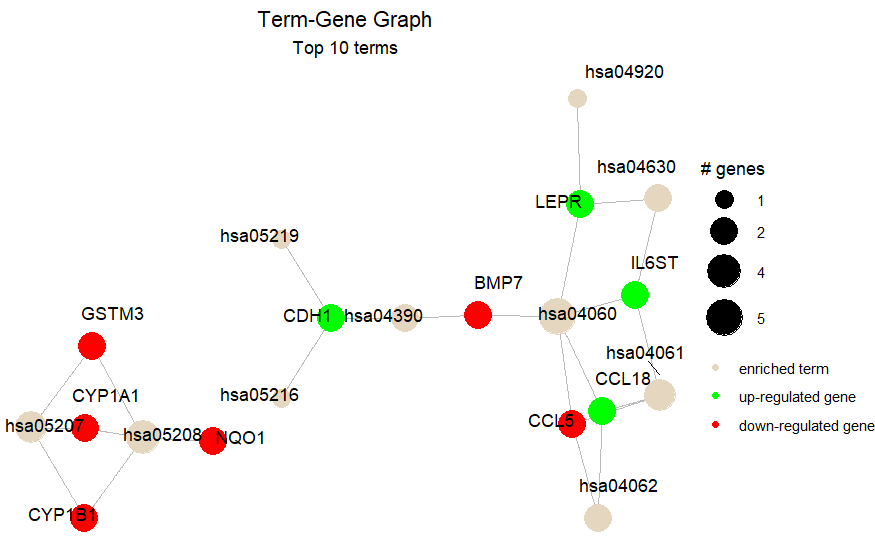 Term-Gene Graph
Top 10 terms
hsa04920
hsa04630
# genes
LEPR
1
2
hsa05219
IL6ST
4
BMP7
GSTM3
CDH1
hsa04390
hsa04060
5
hsa04061
enriched term
CCL18
CYP1A1
hsa05216
up-regulated gene
CCL5
hsa05207
hsa05208
NQO1
down-regulated gene
hsa04062
CYP1B1